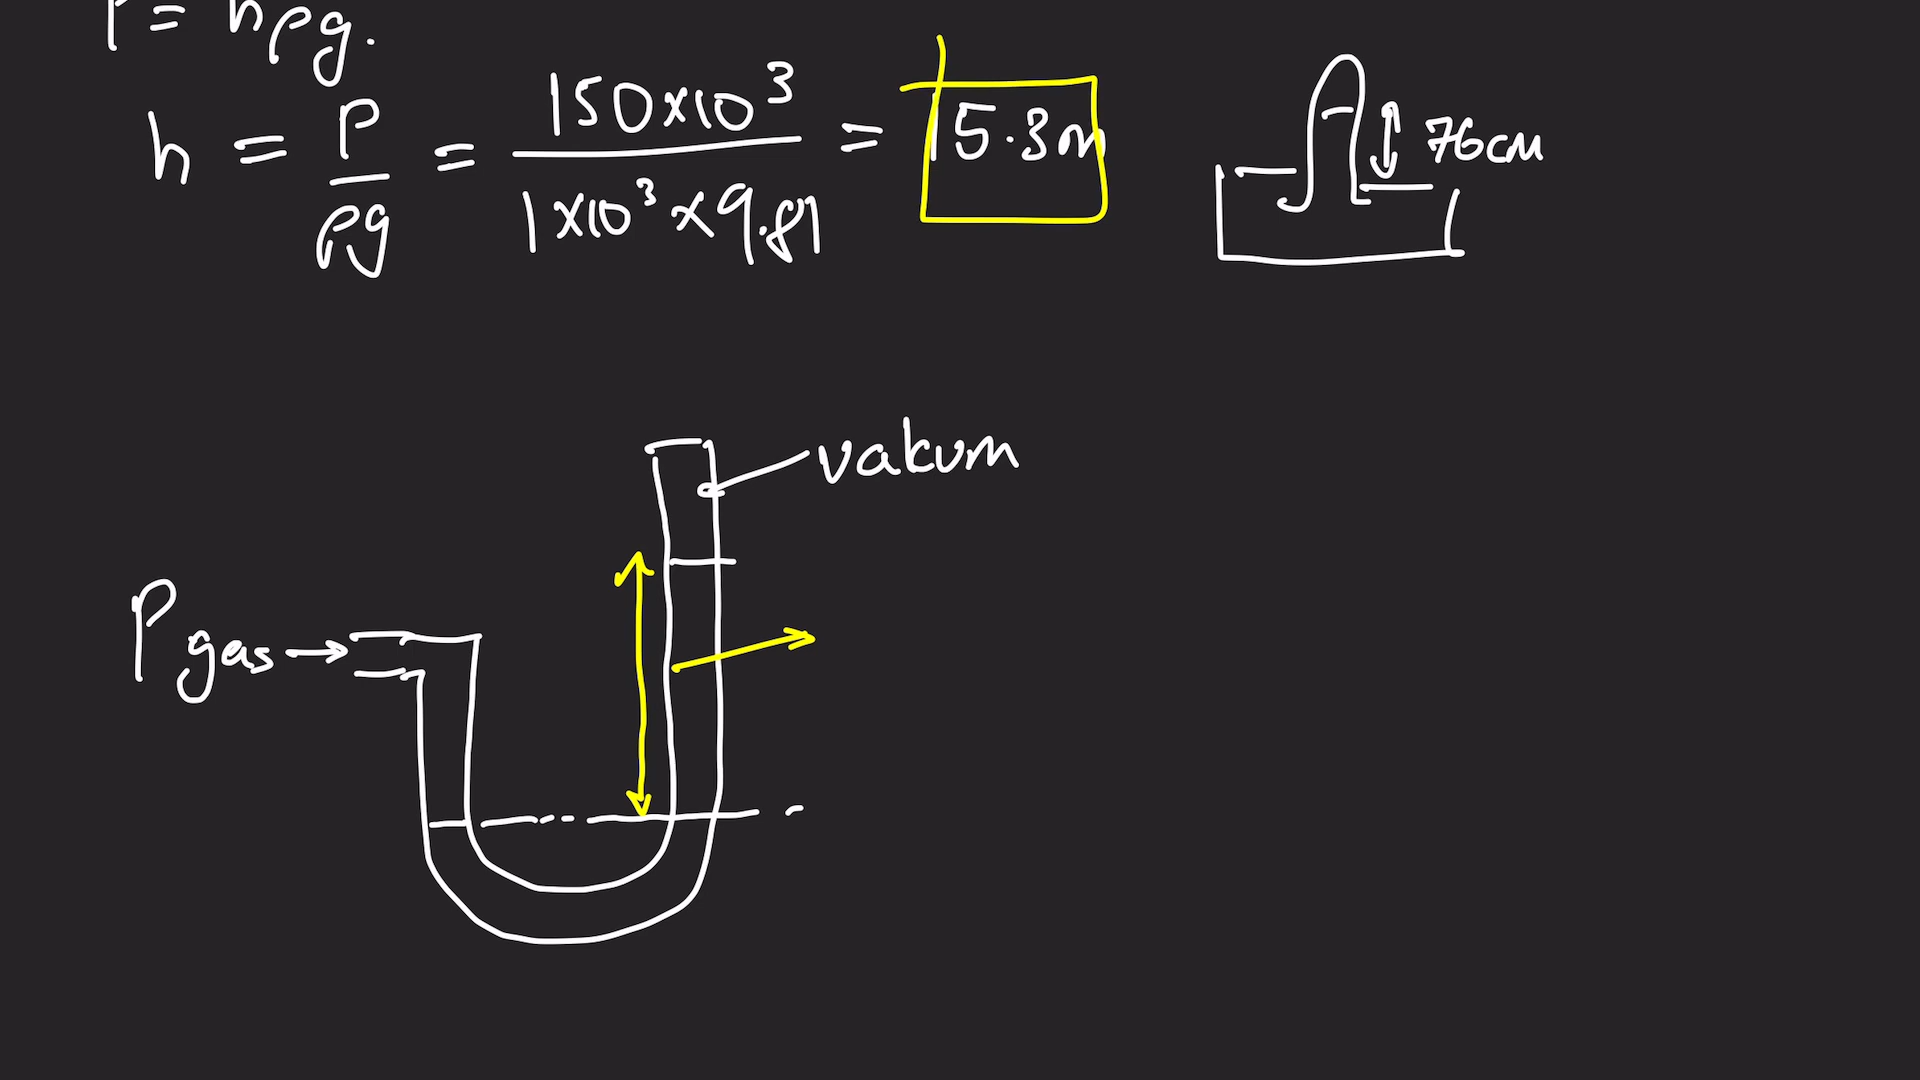 P = hρg.
h = P/ρg = 150×10³/1×10³×9.81 = 15.3m
76cm
vakum
Pgas →